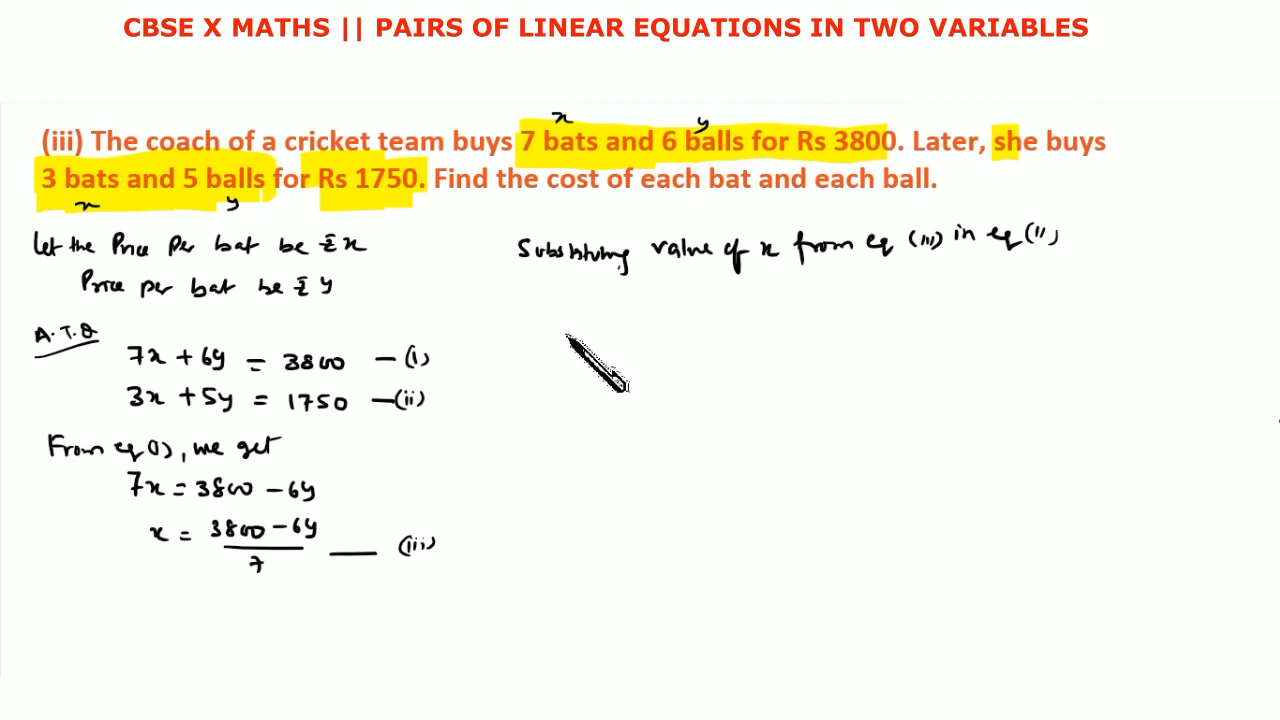 CBSE X MATHS || PAIRS OF LINEAR EQUATIONS IN TWO VARIABLES
x y
(iii) The coach of a cricket team buys 7 bats and 6 balls for Rs 3800. Later, she buys
3 bats and 5 balls for Rs 1750. Find the cost of each bat and each ball.
x y
Let the Price Per bat be ₹ x
Price per bat be ₹ y
A.T.Q
7x + 6y = 3800 — (i)
3x + 5y = 1750 — (ii)
From eq (i), we get
7x = 3800 - 6y
x = (3800 - 6y)/7 — (iii)
Substituting value of x from eq (iii) in eq (ii)